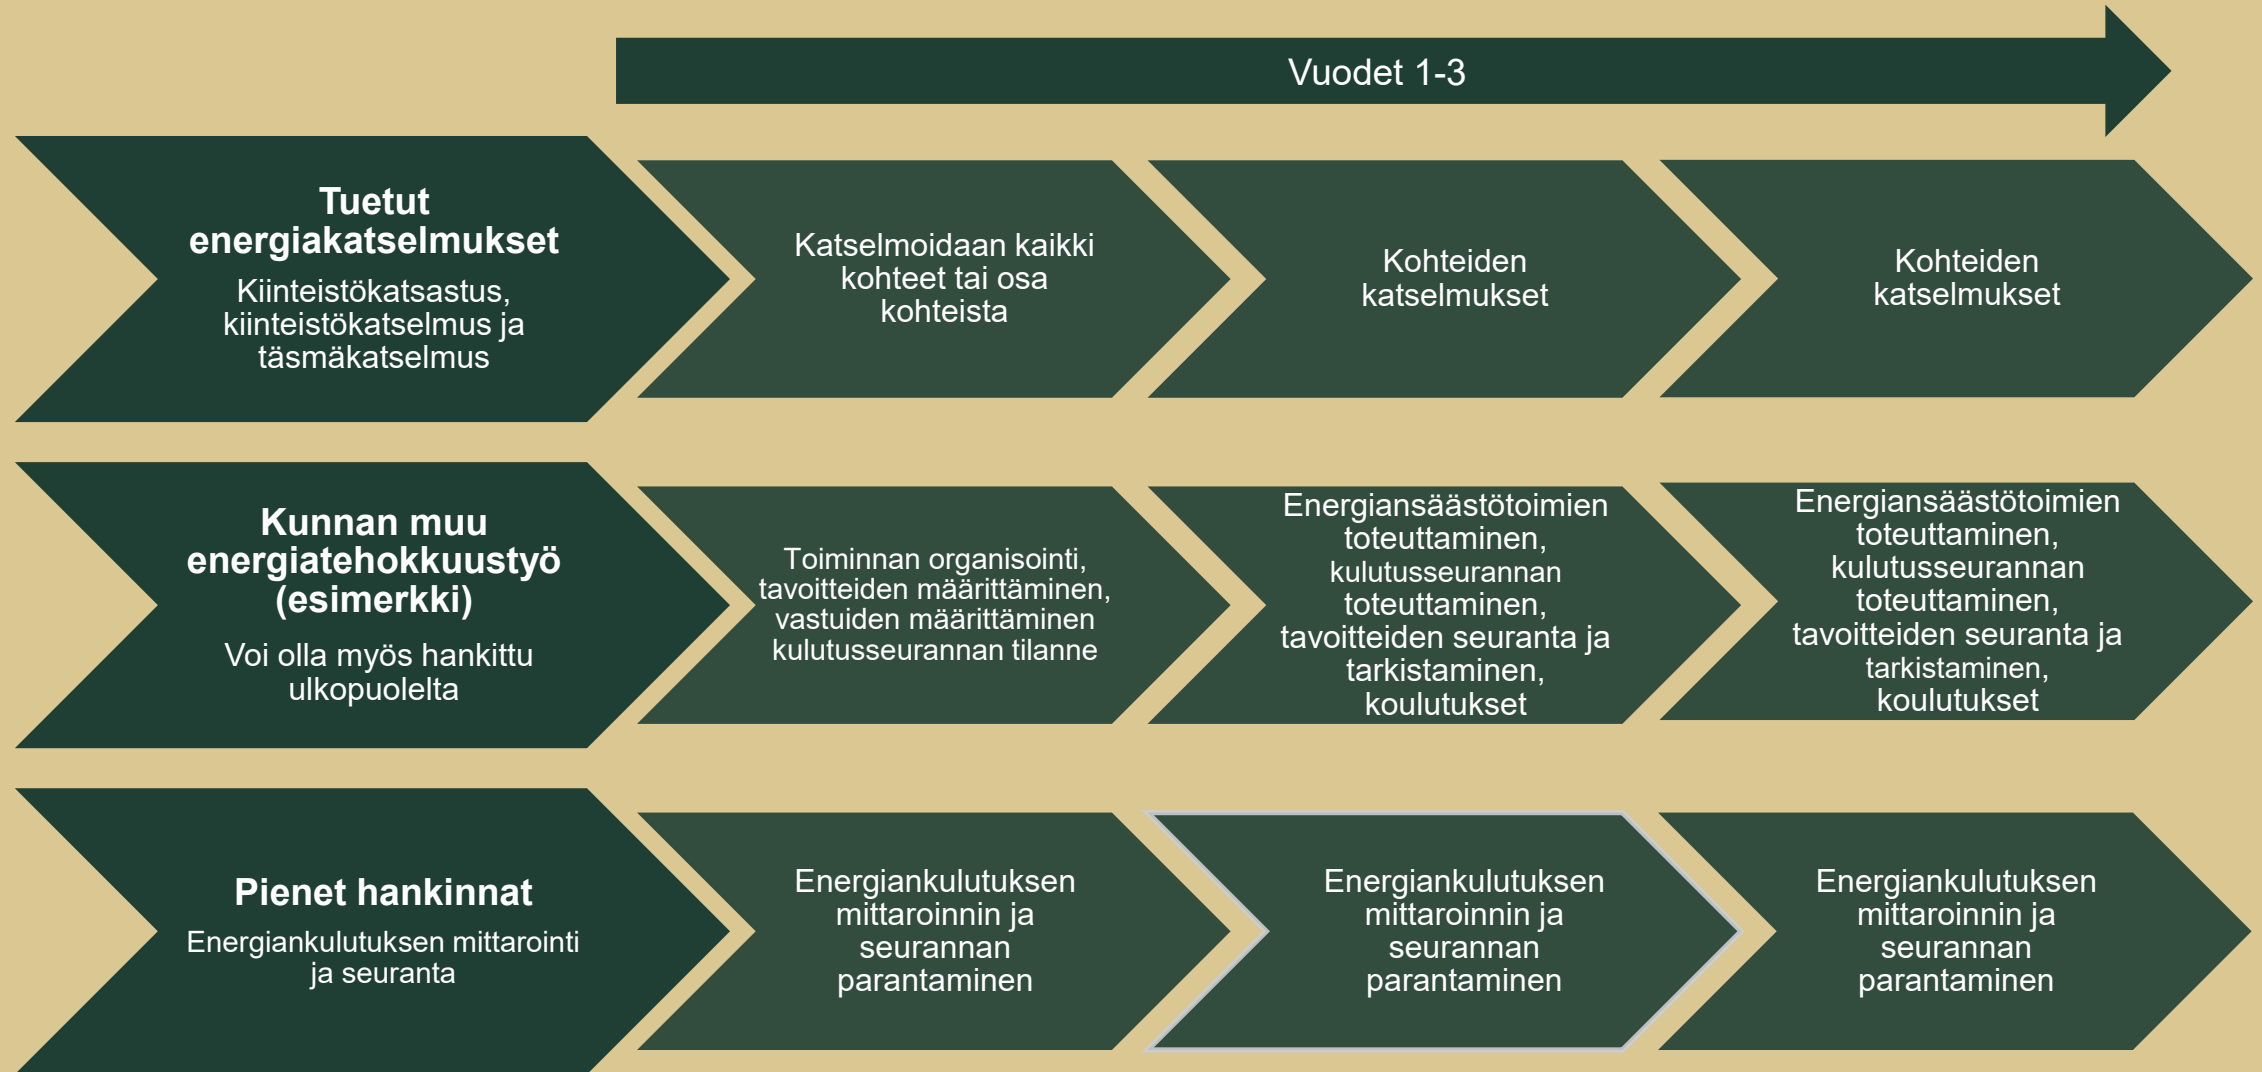 Vuodet 1-3
Tuetut
energiakatselmukset
Kiinteistökatsastus,
kiinteistökatselmus ja
täsmäkatselmus
Katselmoidaan kaikki
kohteet tai osa
kohteista
Kohteiden
katselmukset
Kohteiden
katselmukset
Kunnan muu
energiatehokkuustyö
(esimerkki)
Voi olla myös hankittu
ulkopuolelta
Toiminnan organisointi,
tavoitteiden määrittäminen,
vastuiden määrittäminen
kulutusseurannan tilanne
Energiansäästötoimien
toteuttaminen,
kulutusseurannan
toteuttaminen,
tavoitteiden seuranta ja
tarkistaminen,
koulutukset
Energiansäästötoimien
toteuttaminen,
kulutusseurannan
toteuttaminen,
tavoitteiden seuranta ja
tarkistaminen,
koulutukset
Pienet hankinnat
Energiankulutuksen mittarointi
ja seuranta
Energiankulutuksen
mittaroinnin ja
seurannan
parantaminen
Energiankulutuksen
mittaroinnin ja
seurannan
parantaminen
Energiankulutuksen
mittaroinnin ja
seurannan
parantaminen